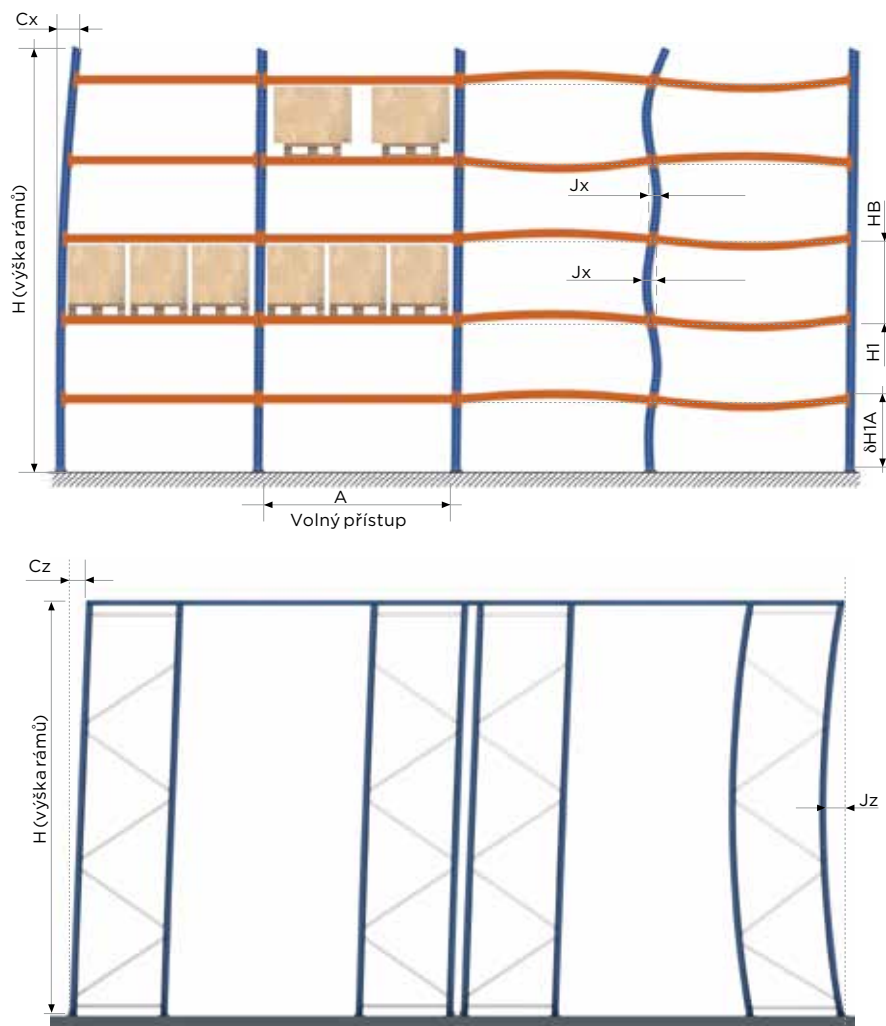 Cx
H (výška rámů)
Jx
Jx
HB
H1
δH1A
A
Volný přístup
Cz
H (výška rámů)
Jz